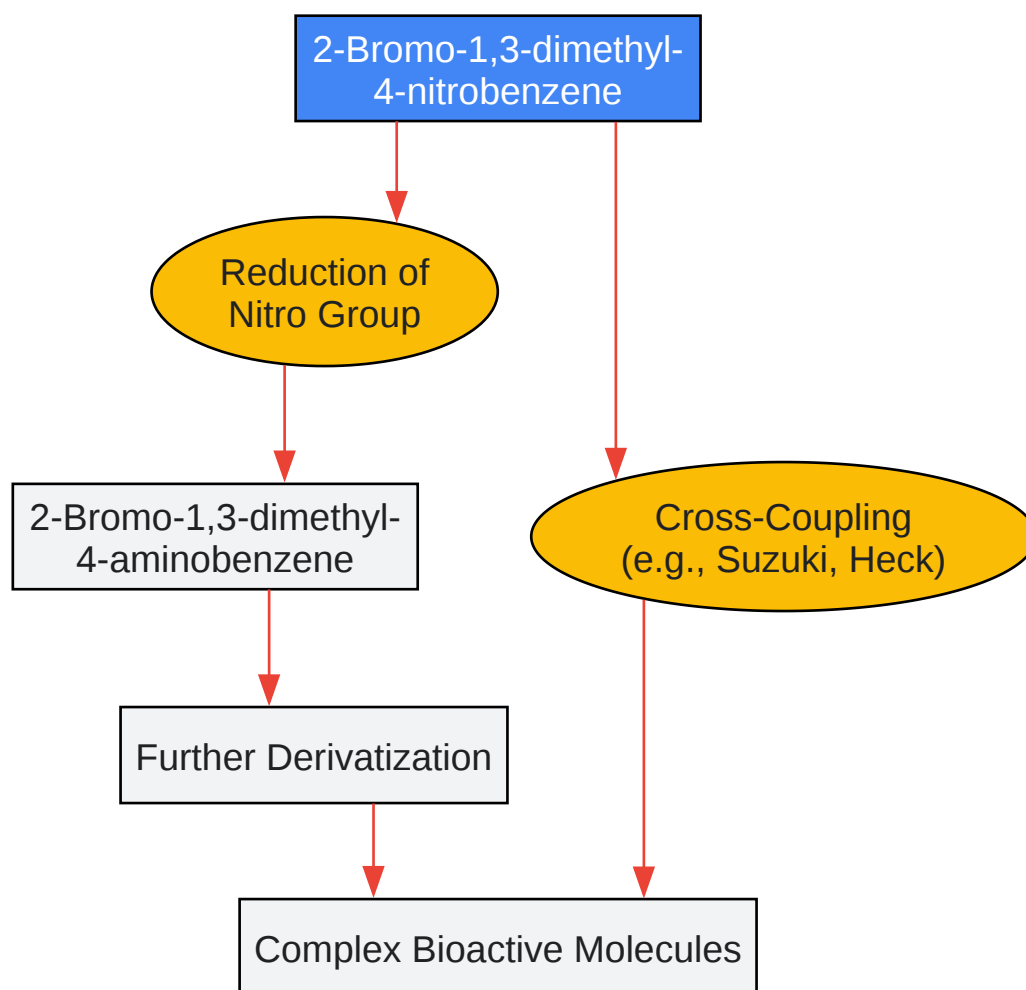 2-Bromo-1,3-dimethyl-
4-nitrobenzene
Reduction of
Nitro Group
2-Bromo-1,3-dimethyl-
4-aminobenzene
Cross-Coupling
(e.g., Suzuki, Heck)
Further Derivatization
Complex Bioactive Molecules